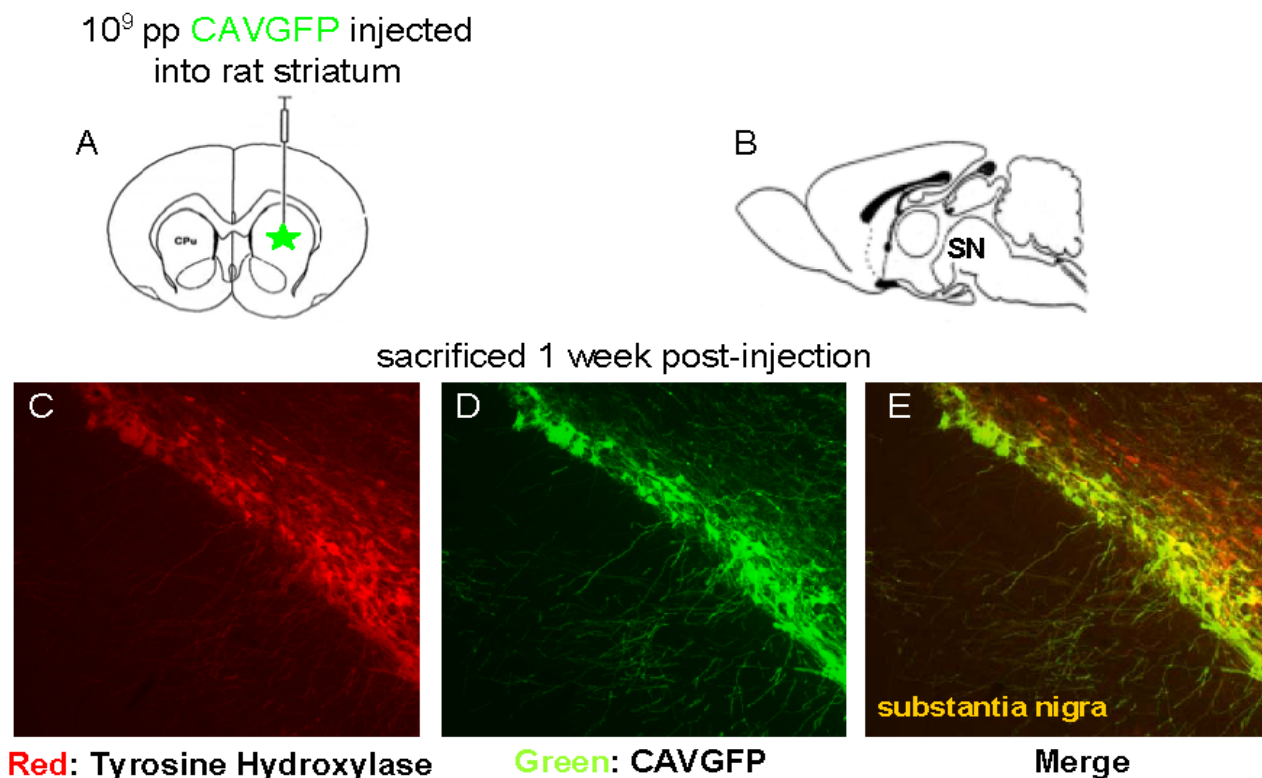 10⁹ pp CAVGFP injected
into rat striatum
A
B
CPu
SN
sacrificed 1 week post-injection
C
D
E
substantia nigra
Red: Tyrosine Hydroxylase
Green: CAVGFP
Merge